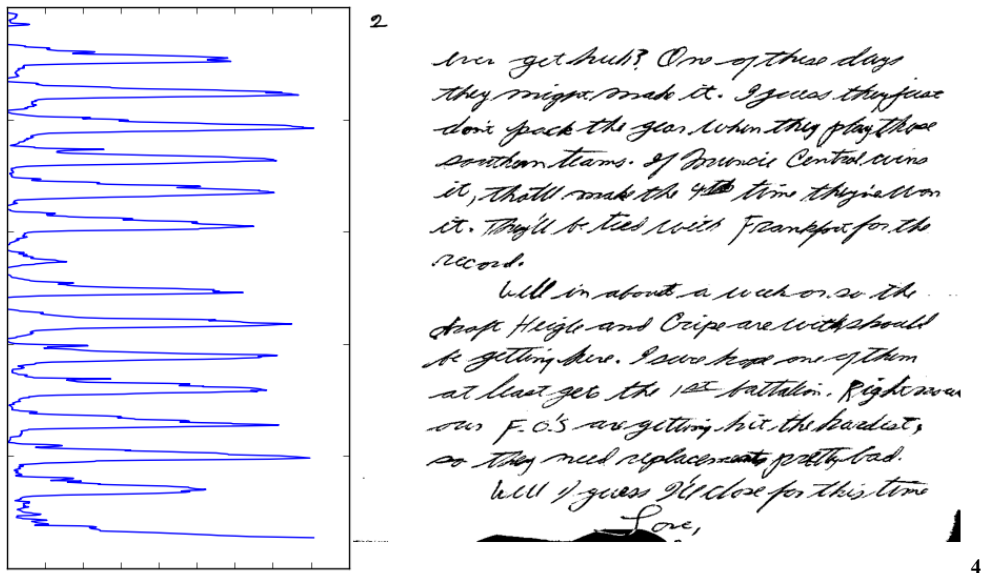 2
ever get huh? One of these days
they might make it. I guess they just
don't pack the gear when they play those
southern teams. If Muncie Central wins
it, that'll make the 4th time they've won
it. They'll be tied with Frankfort for the
record.
Well in about a week or so the
draft Heigle and Cripe are with should
be getting here. I sure hope one of them
at least gets the 1st battalion. Right now
our F.O.'S are getting hit the hardest,
so they need replacements pretty bad.
Well I guess I'll close for this time
Love,
4